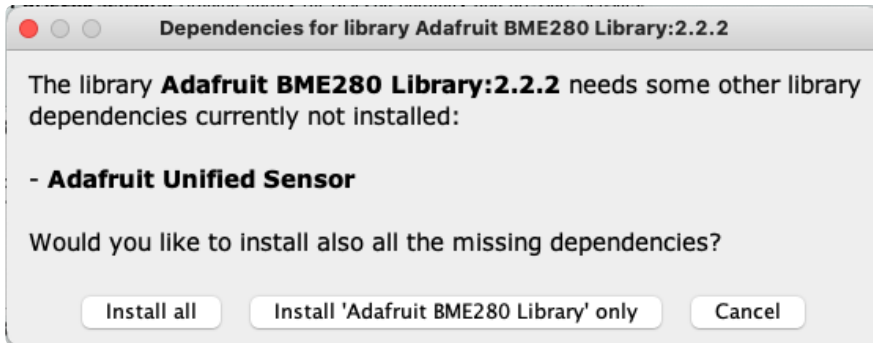 Dependencies for library Adafruit BME280 Library:2.2.2
The library Adafruit BME280 Library:2.2.2 needs some other library
dependencies currently not installed:
- Adafruit Unified Sensor
Would you like to install also all the missing dependencies?
Install all Install 'Adafruit BME280 Library' only Cancel